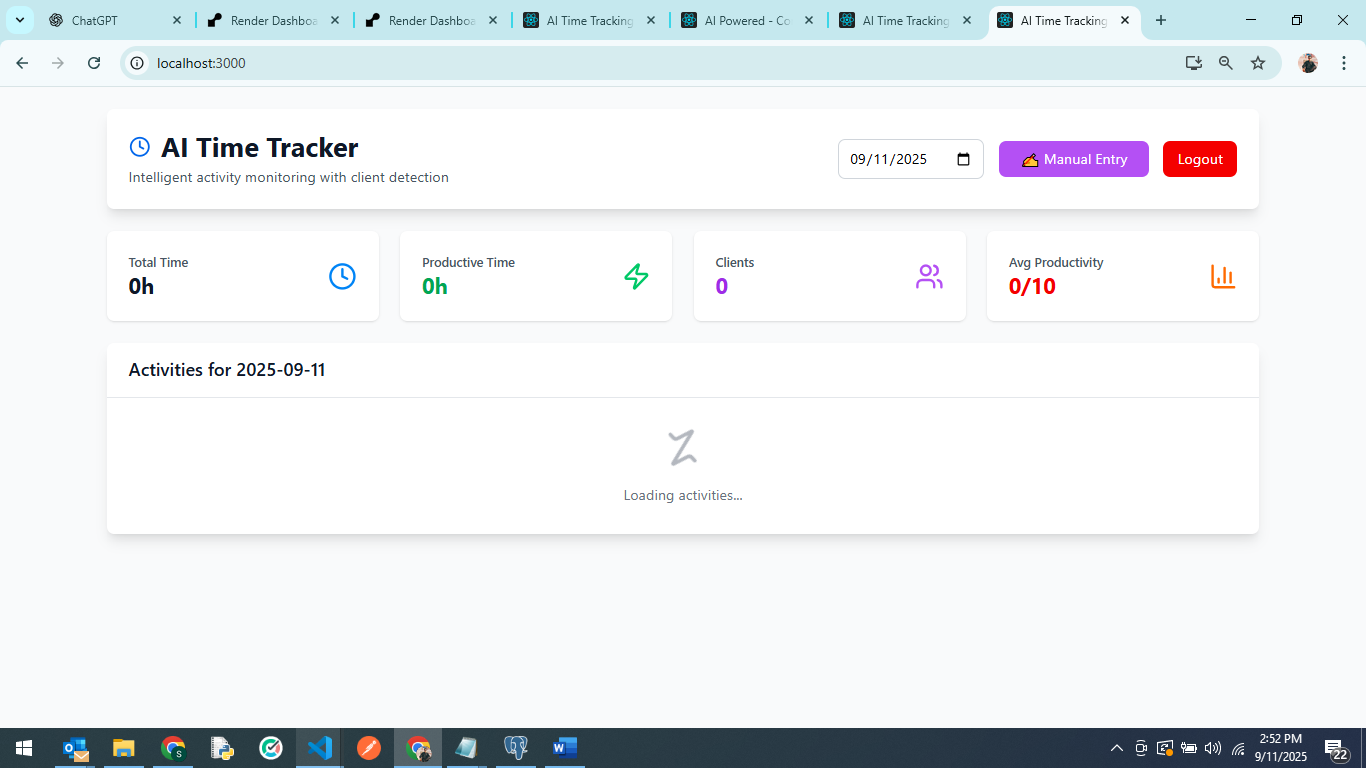 ChatGPT
Render Dashboa
Render Dashboa
AI Time Tracking
AI Powered - Co
AI Time Tracking
AI Time Tracking
localhost:3000
AI Time Tracker
Intelligent activity monitoring with client detection
09/11/2025
Manual Entry
Logout
Total Time
0h
Productive Time
0h
Clients
0
Avg Productivity
0/10
Activities for 2025-09-11
Loading activities...
2:52 PM
9/11/2025
22